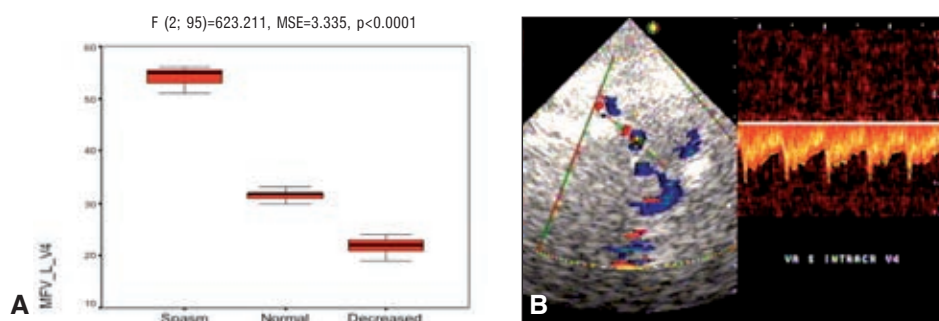 F (2; 95)=623.211, MSE=3.335, p<0.0001
60
50
40
30
20
10
MFV_L_V4
Spasm Normal Decreased
A
B
VA S INTRACR V4